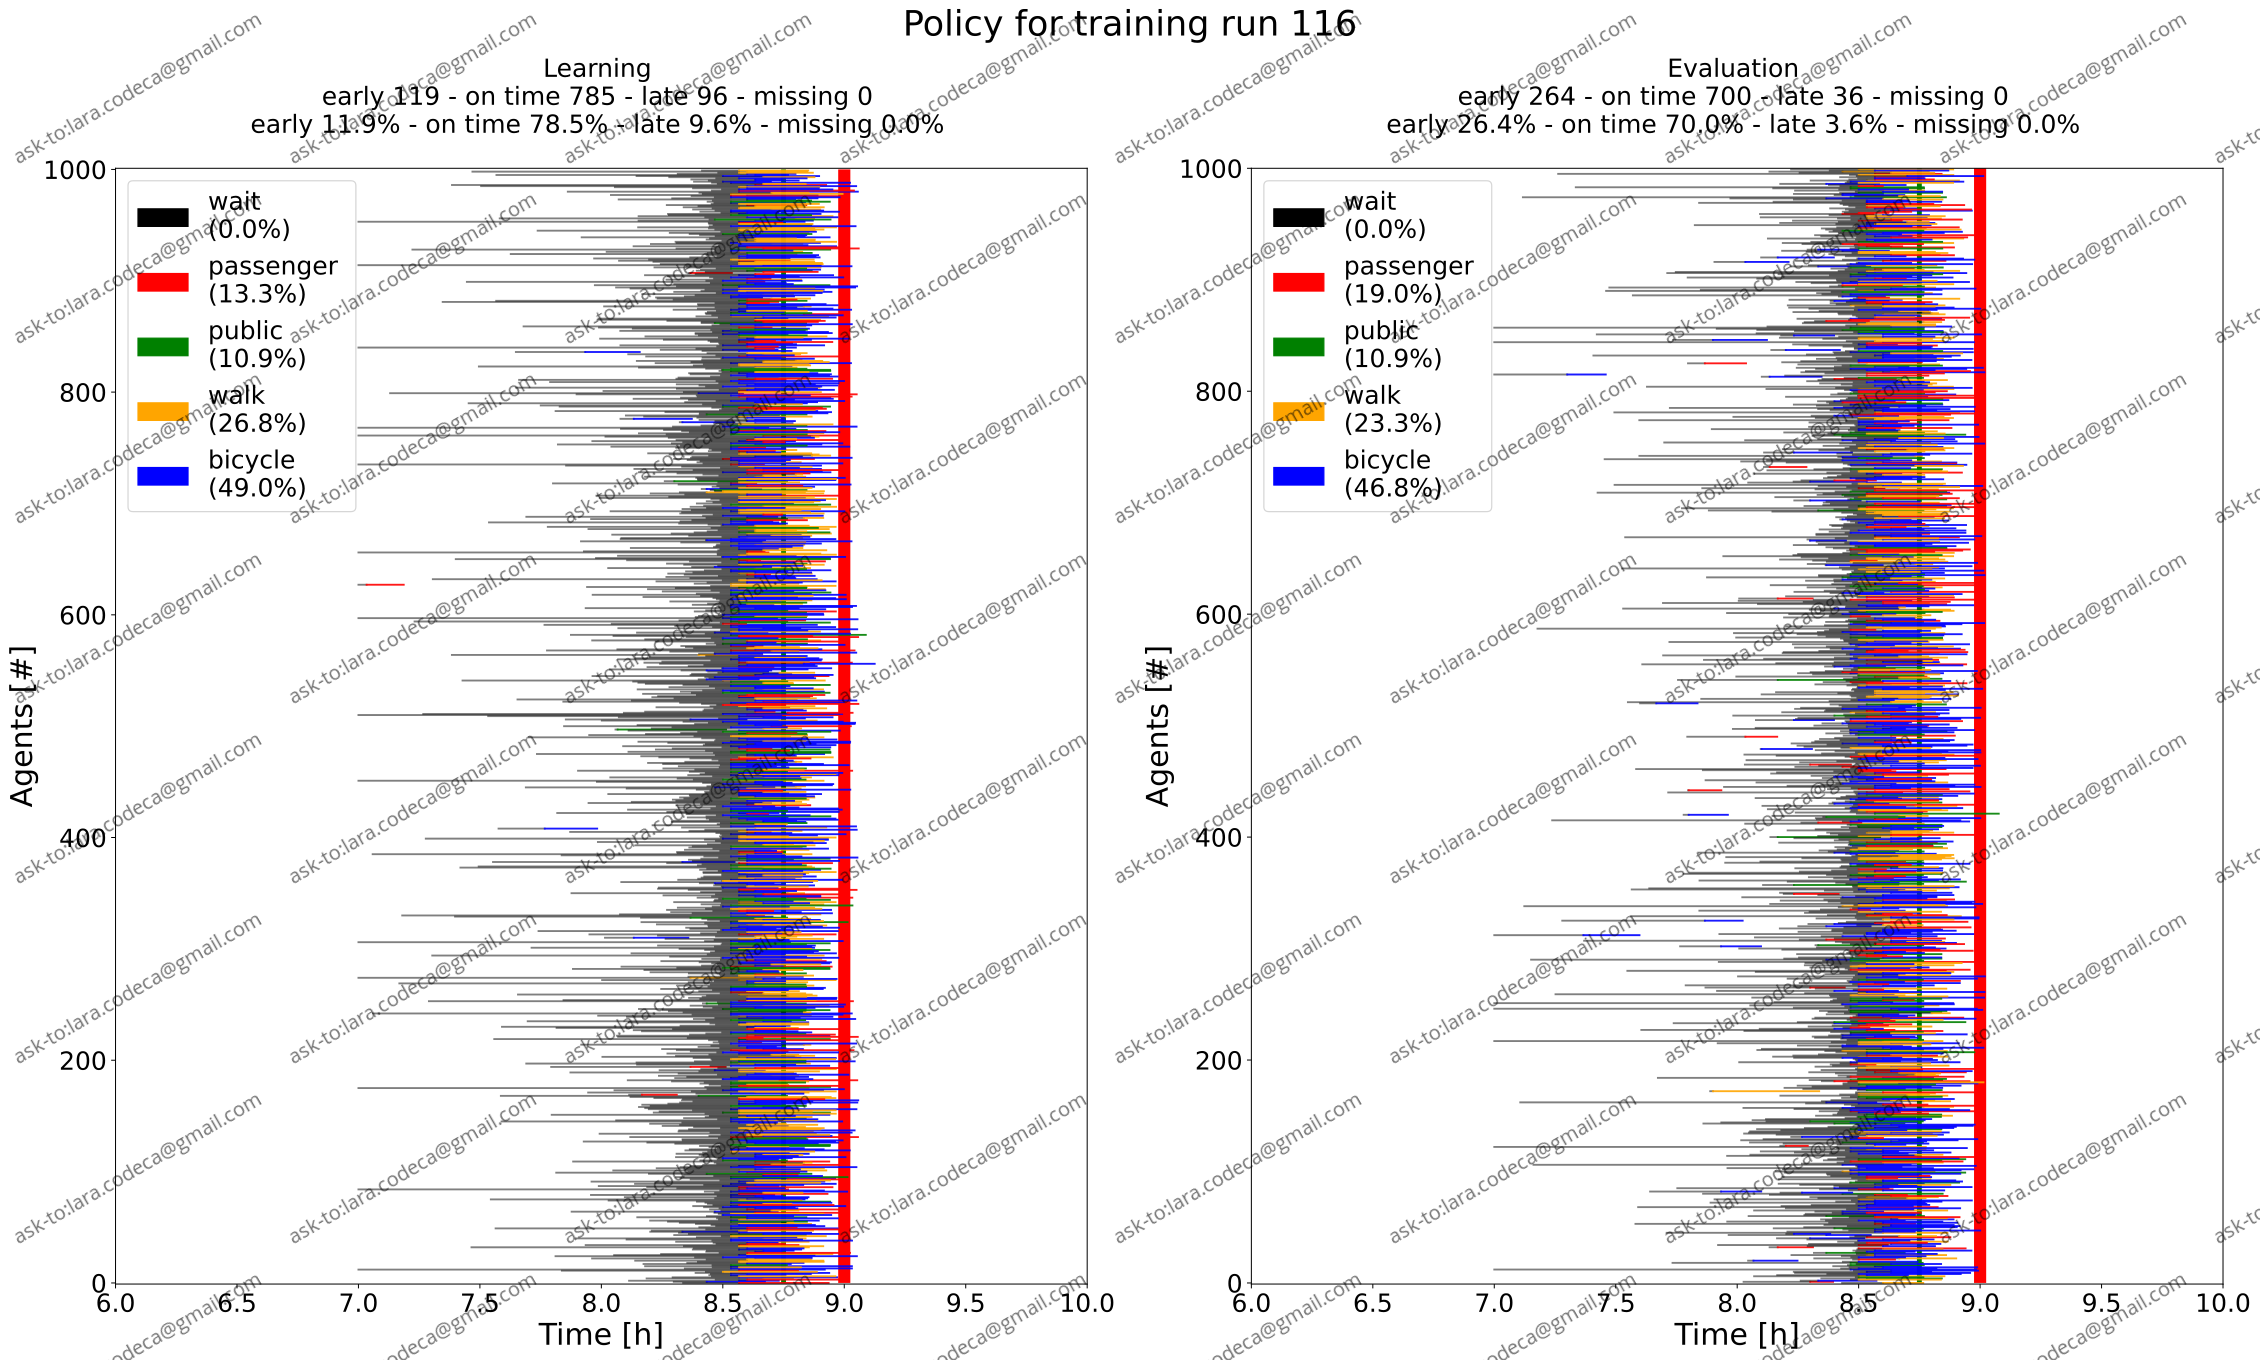 Policy for training run 116
Learning
early 119 - on time 785 - late 96 - missing 0
early 11.9% - on time 78.5% - late 9.6% - missing 0.0%
1000
800
600
400
200
0
Agents [#]
wait
(0.0%)
passenger
(13.3%)
public
(10.9%)
walk
(26.8%)
bicycle
(49.0%)
6.0 6.5 7.0 7.5 8.0 8.5 9.0 9.5 10.0
Time [h]
Evaluation
early 264 - on time 700 - late 36 - missing 0
early 26.4% - on time 70.0% - late 3.6% - missing 0.0%
1000
800
600
400
200
0
Agents [#]
wait
(0.0%)
passenger
(19.0%)
public
(10.9%)
walk
(23.3%)
bicycle
(46.8%)
6.0 6.5 7.0 7.5 8.0 8.5 9.0 9.5 10.0
Time [h]
ask-to:lara.codeca@gmail.com